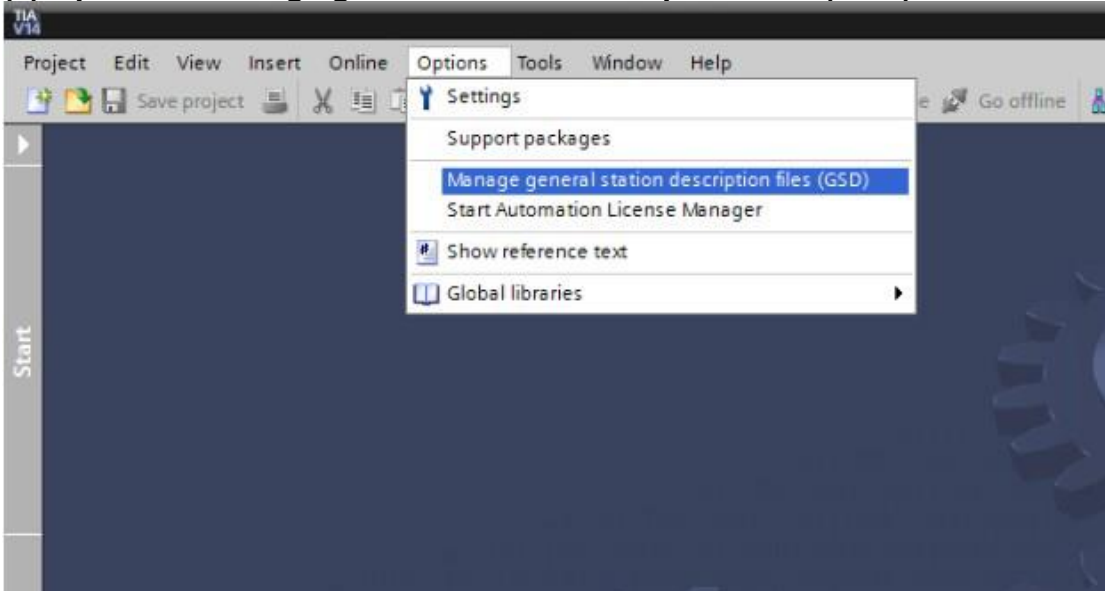 TIA
V14
Project Edit View Insert Online Options Tools Window Help
Save project
Go offline
Settings
Support packages
Manage general station description files (GSD)
Start Automation License Manager
Show reference text
Global libraries
Start